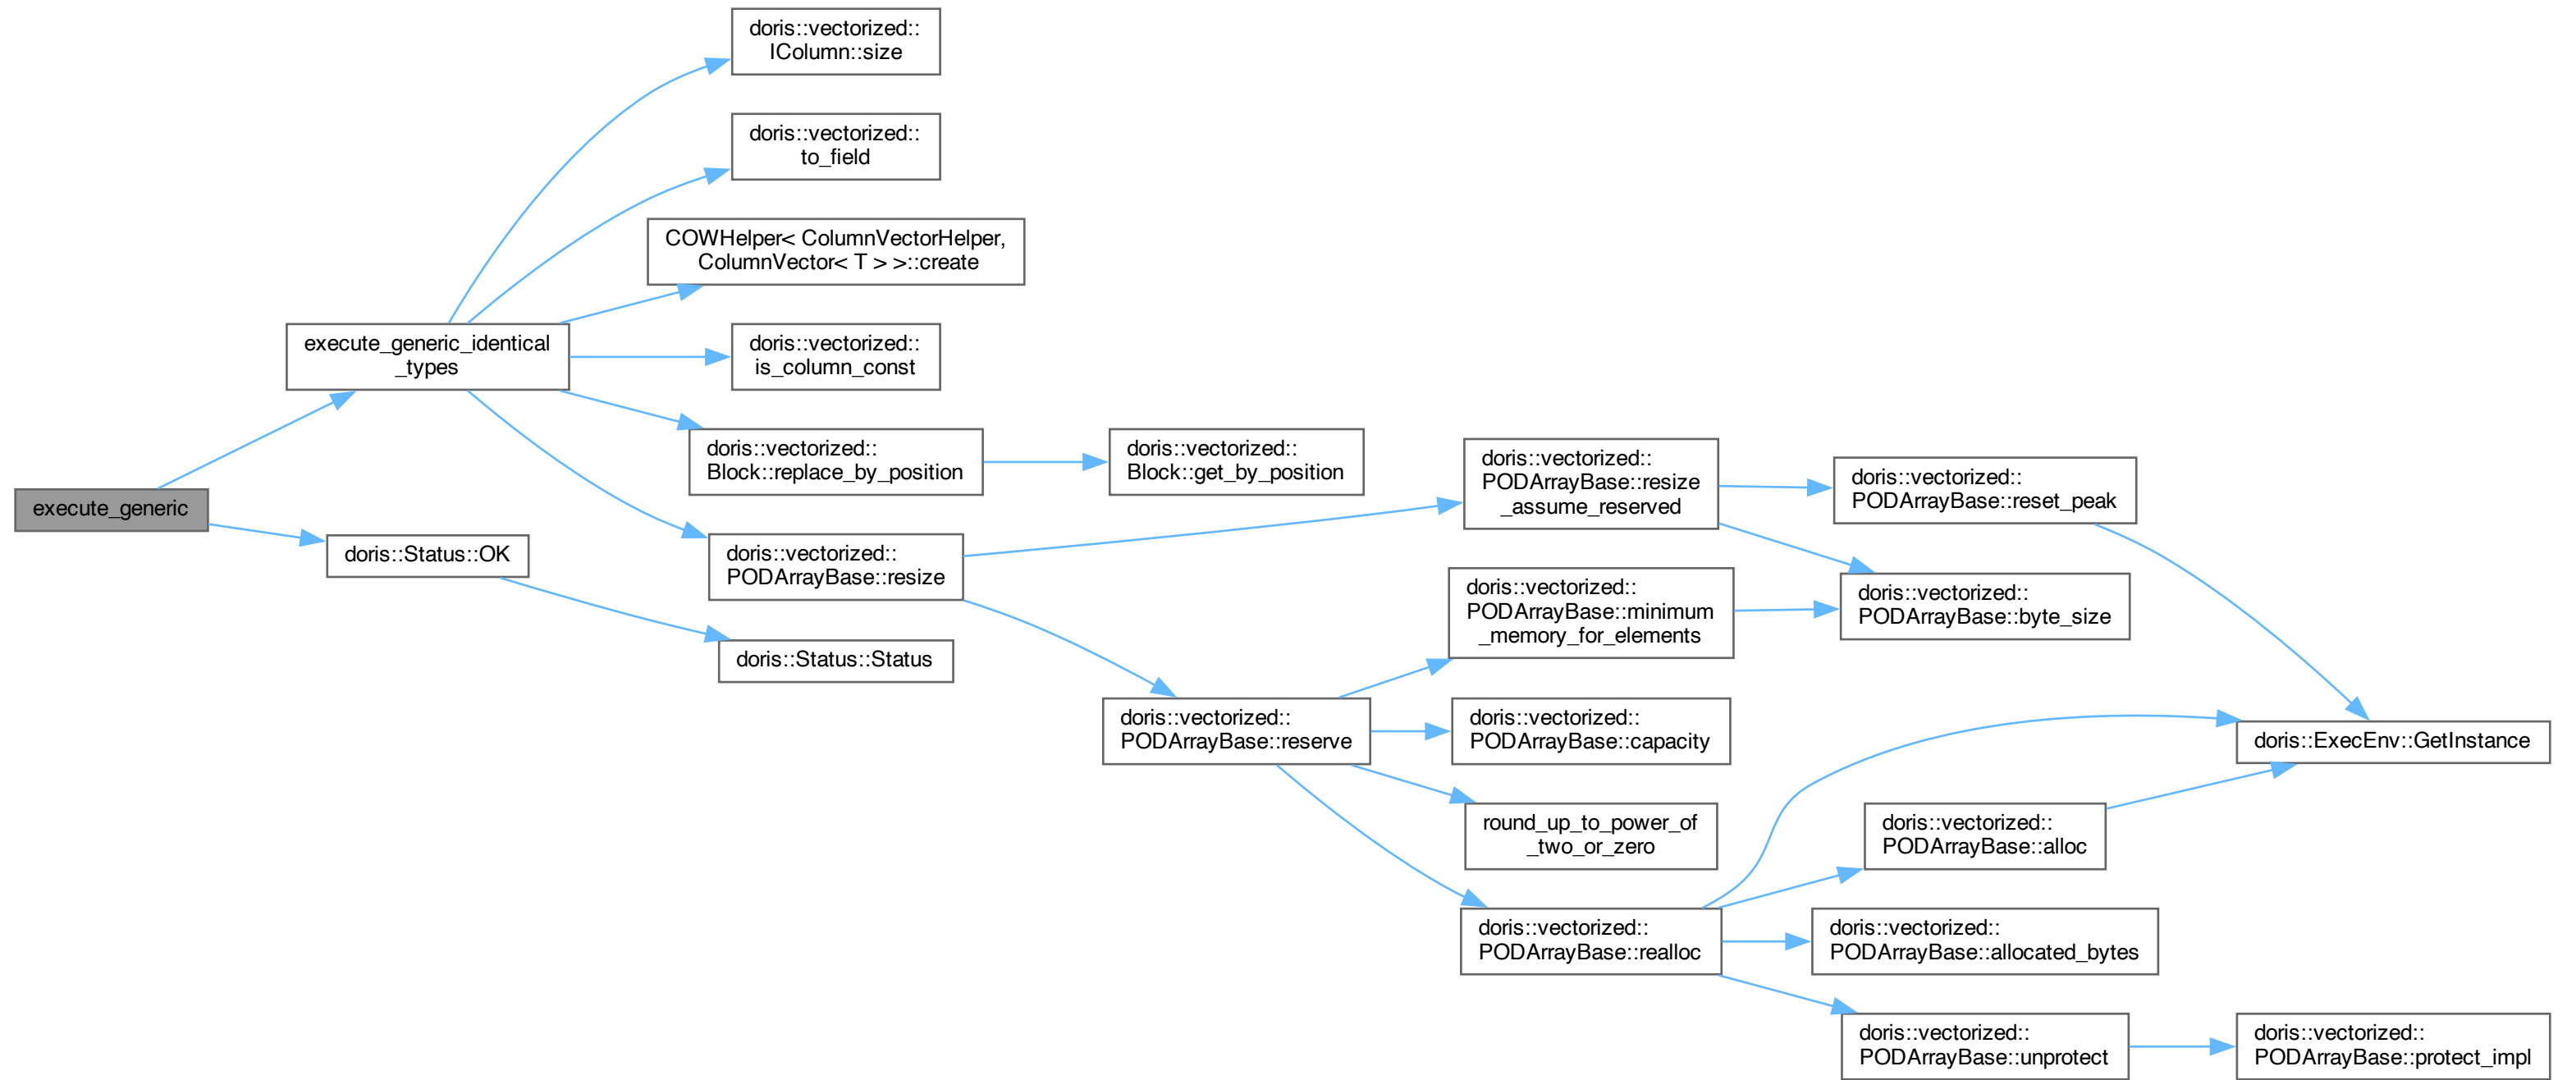 doris::vectorized::
IColumn::size
doris::vectorized::
to_field
COWHelper< ColumnVectorHelper,
ColumnVector< T > >::create
execute_generic_identical
_types
doris::vectorized::
is_column_const
doris::vectorized::
Block::replace_by_position
doris::vectorized::
Block::get_by_position
doris::vectorized::
PODArrayBase::resize
_assume_reserved
doris::vectorized::
PODArrayBase::reset_peak
execute_generic
doris::Status::OK
doris::vectorized::
PODArrayBase::resize
doris::vectorized::
PODArrayBase::minimum
_memory_for_elements
doris::vectorized::
PODArrayBase::byte_size
doris::Status::Status
doris::vectorized::
PODArrayBase::reserve
doris::vectorized::
PODArrayBase::capacity
doris::ExecEnv::GetInstance
round_up_to_power_of
_two_or_zero
doris::vectorized::
PODArrayBase::alloc
doris::vectorized::
PODArrayBase::realloc
doris::vectorized::
PODArrayBase::allocated_bytes
doris::vectorized::
PODArrayBase::unprotect
doris::vectorized::
PODArrayBase::protect_impl